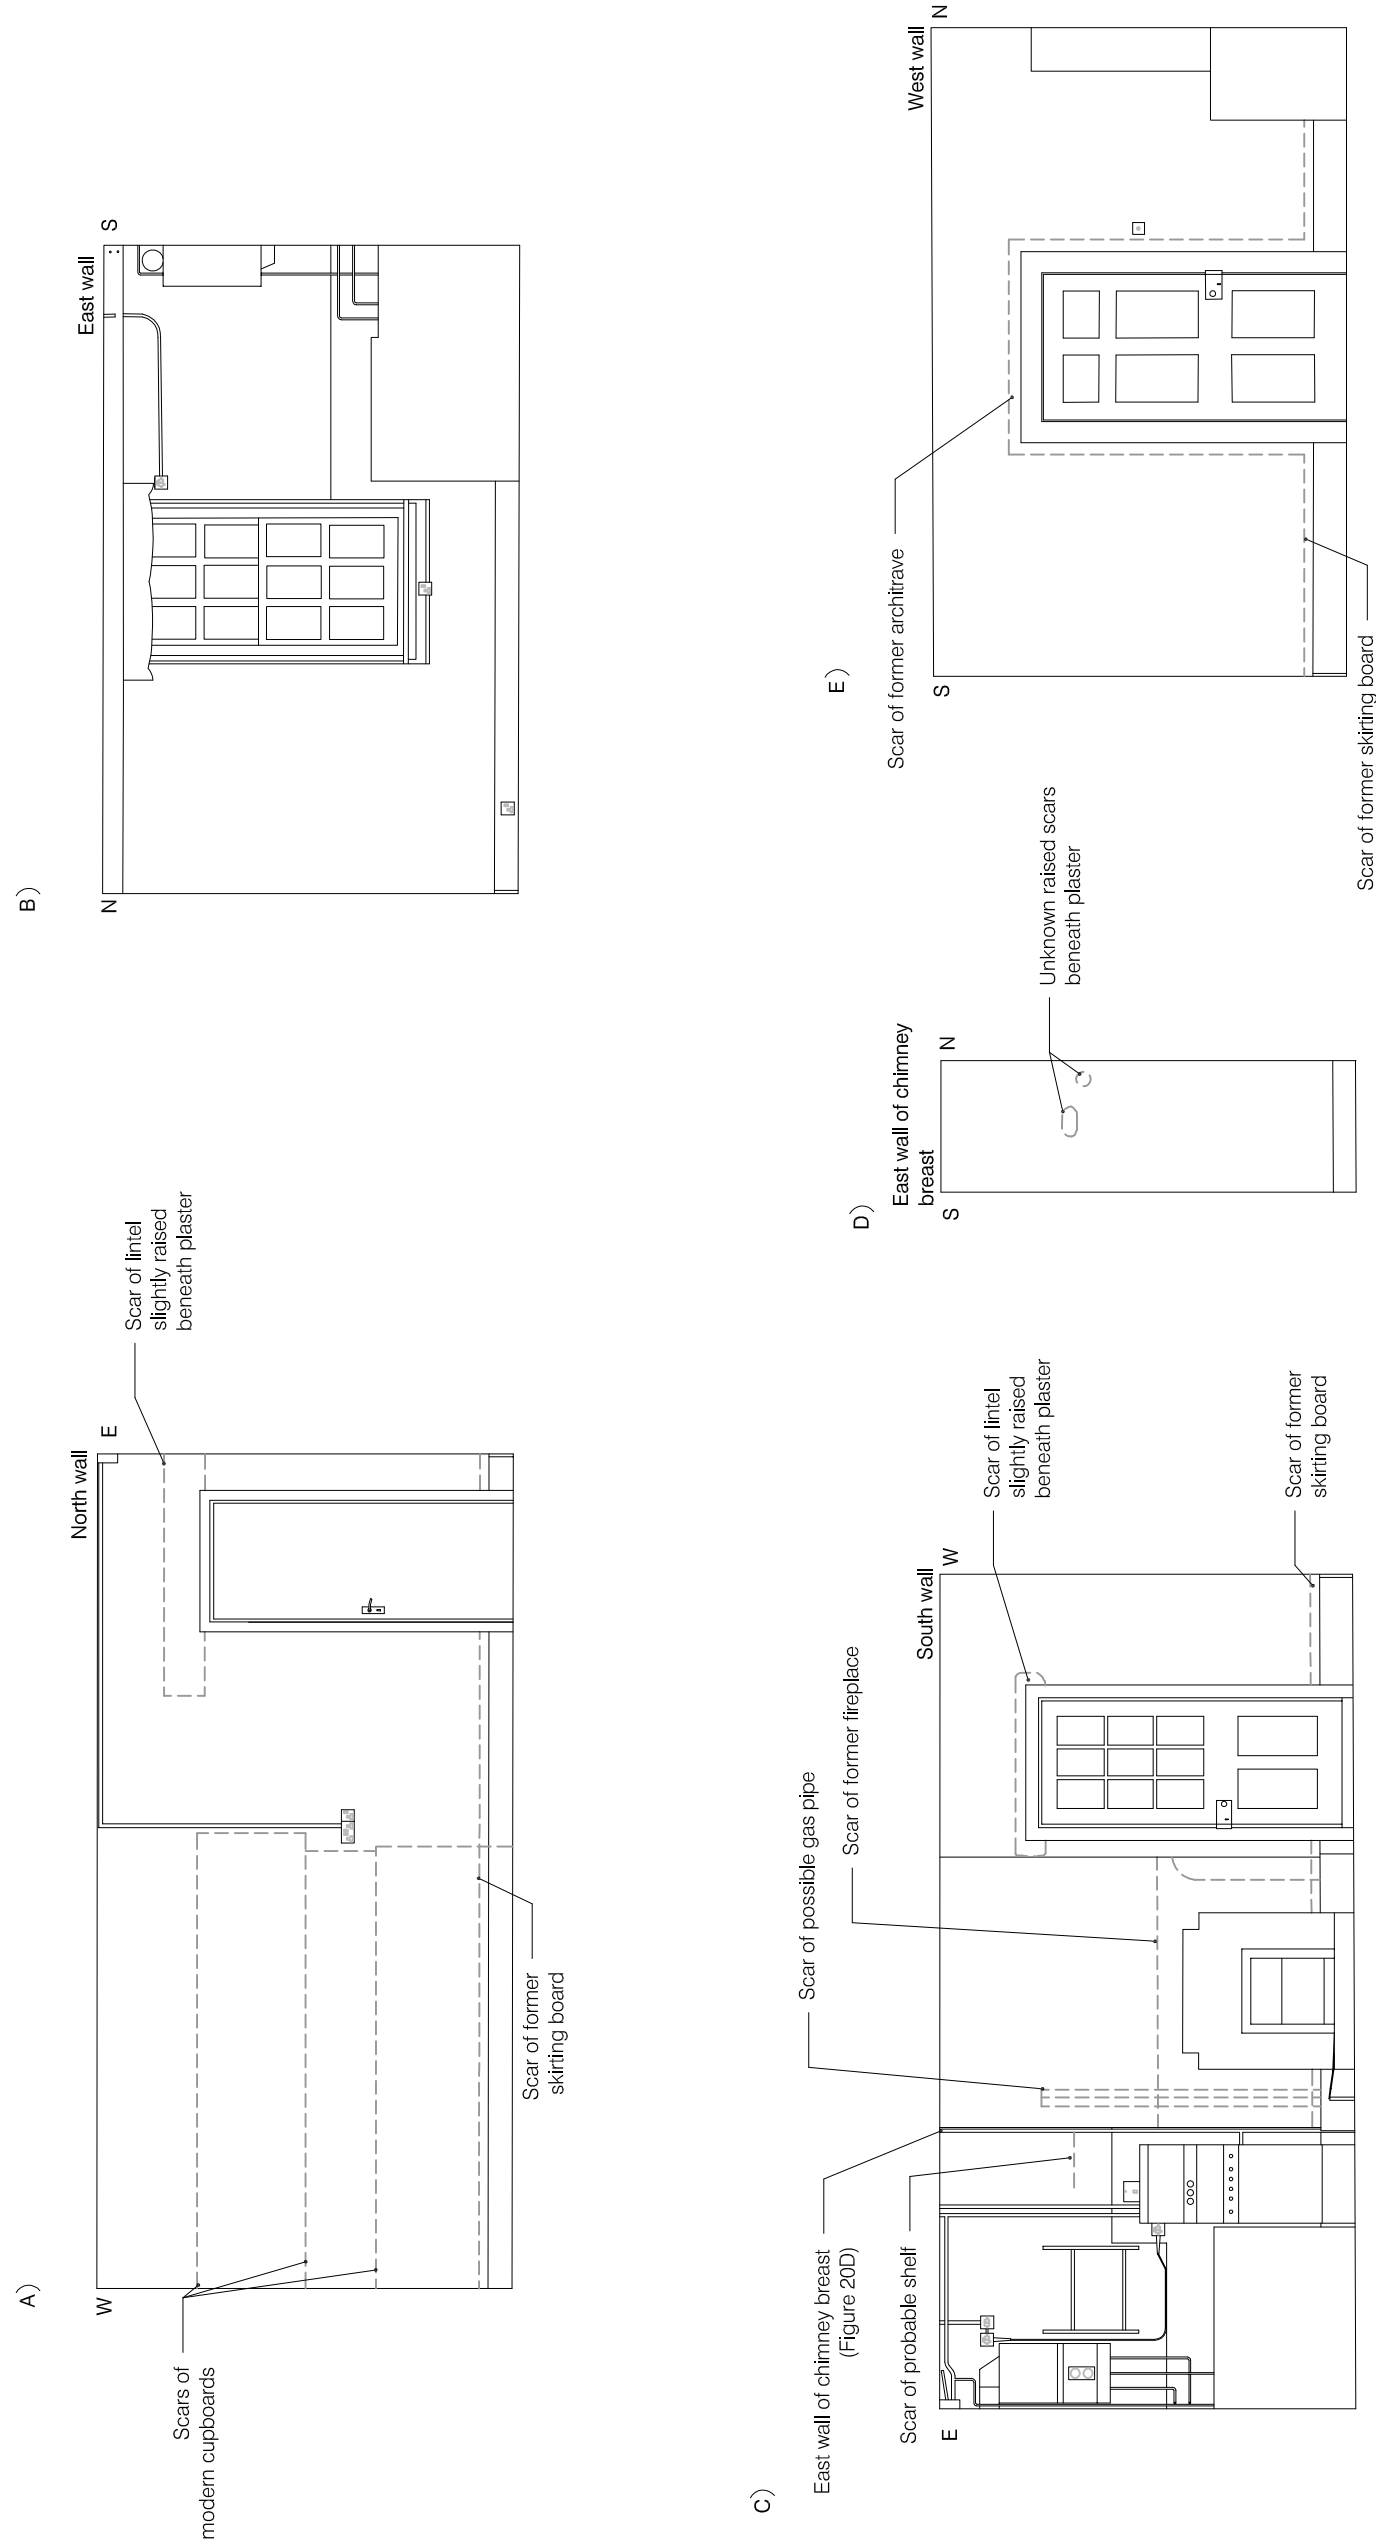 A)
North wall
W
E
Scars of
modern cupboards
Scar of former
skirting board
Scar of lintel
slightly raised
beneath plaster
B)
East wall
N
S
C)
South wall
E
W
East wall of chimney breast
(Figure 20D)
Scar of probable shelf
Scar of possible gas pipe
Scar of former fireplace
Scar of lintel
slightly raised
beneath plaster
Scar of former
skirting board
D)
East wall of chimney
breast
S
N
Unknown raised scars
beneath plaster
E)
West wall
S
N
Scar of former architrave
Scar of former skirting board